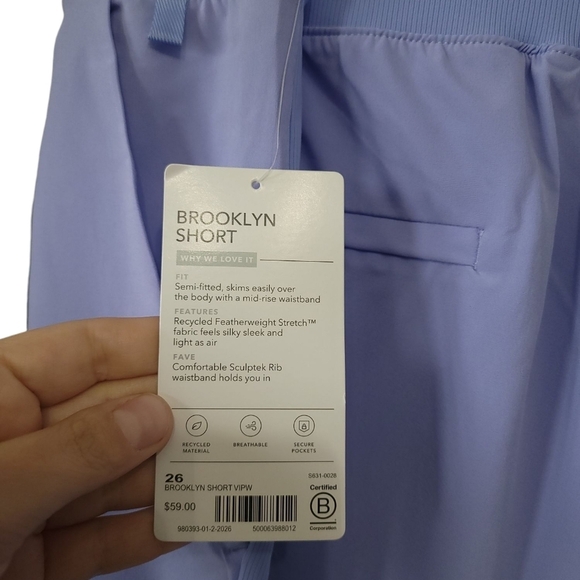 BROOKLYN
SHORT
WHY WE LOVE IT
FIT
Semi-fitted, skims easily over
the body with a mid-rise waistband
FEATURES
Recycled Featherweight Stretch™
fabric feels silky sleek and
light as air
FAVE
Comfortable Sculptek Rib
waistband holds you in
RECYCLED
MATERIAL
BREATHABLE
SECURE
POCKETS
26
S631-0028
BROOKLYN SHORT VIPW
$59.00
980393-01-2-2026
500063988012
Certified
B
Corporation